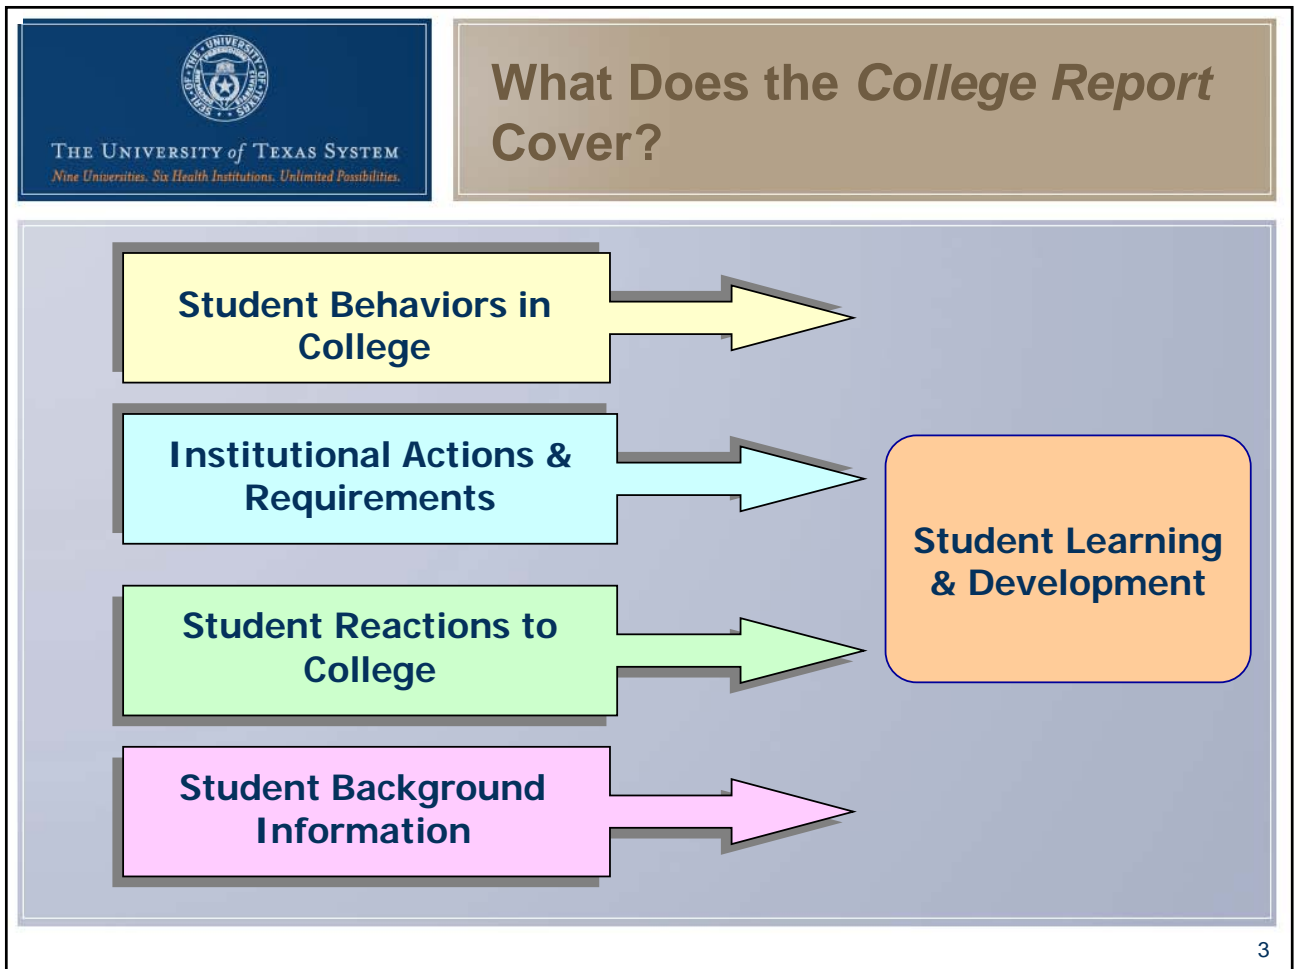 THE UNIVERSITY of TEXAS SYSTEM
Nine Universities. Six Health Institutions. Unlimited Possibilities.
What Does the College Report
Cover?
Student Behaviors in
College
Institutional Actions &
Requirements
Student Learning
& Development
Student Reactions to
College
Student Background
Information
3